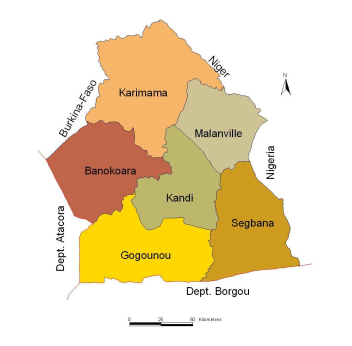 Niger
N
Burkina-Faso
Karimama
Malanville
Nigeria
Banokoara
Kandi
Segbana
Dept. Atacora
Gogounou
Dept. Borgou
0 25 50 Kilomètres